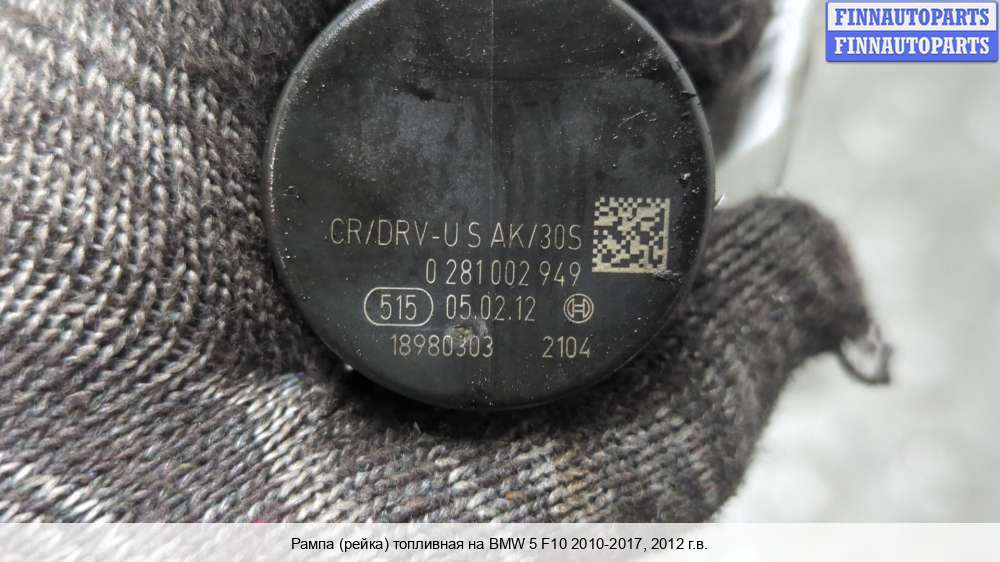 FINNAUTOPARTS
FINNAUTOPARTS
CR/DRV-U S AK/30S
0 281 002 949
515 05.02.12
18980303 2104
Рампа (рейка) топливная на BMW 5 F10 2010-2017, 2012 г.в.